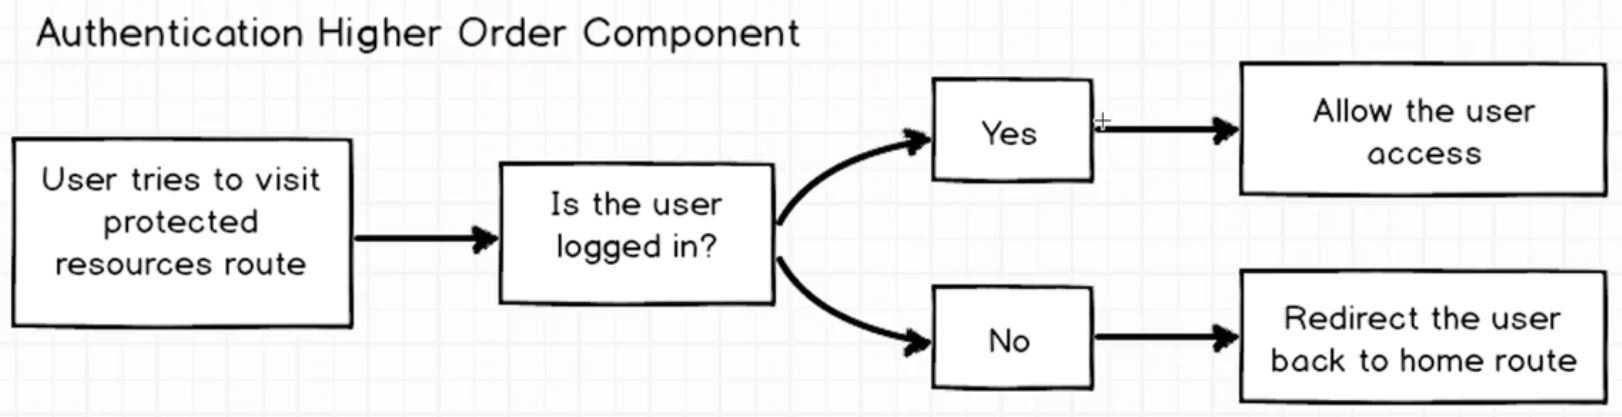 Authentication Higher Order Component
User tries to visit
protected
resources route
Is the user
logged in?
Yes
Allow the user
access
No
Redirect the user
back to home route